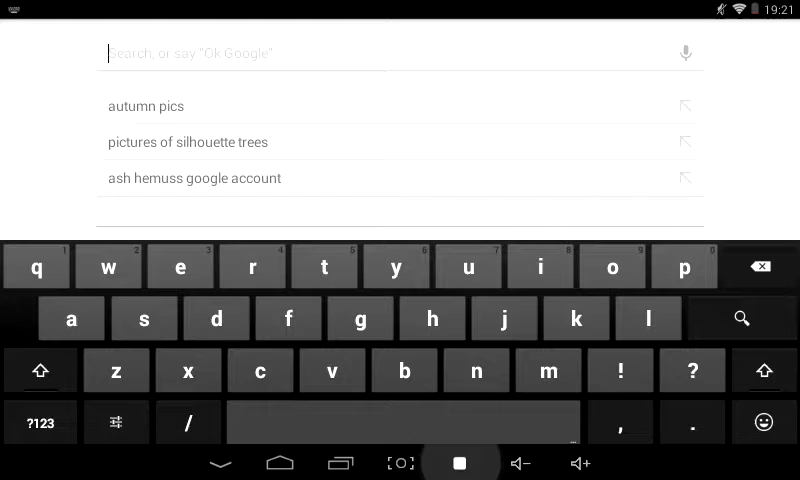 19:21
Search, or say "Ok Google"
autumn pics
pictures of silhouette trees
ash hemuss google account
q 1 w 2 e 3 r 4 t 5 y 6 u 7 i 8 o 9 p 0
a s d f g h j k l
z x c v b n m ! ?
?123 / , .